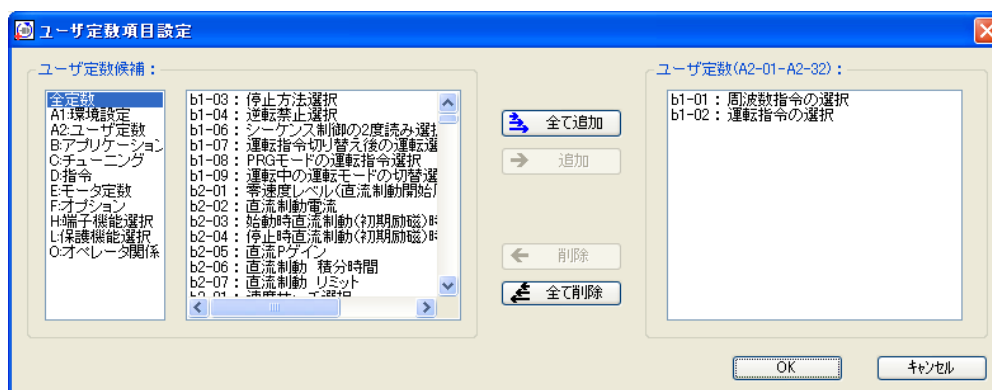 ユーザ定数項目設定
ユーザ定数候補：
全定数
A1:環境設定
A2:ユーザ定数
B:アプリケーション
C:チューニング
D:指令
E:モータ定数
F:オプション
H:端子機能選択
L:保護機能選択
O:オペレータ関係
b1-03：停止方法選択
b1-04：逆転禁止選択
b1-06：シーケンス制御の2度読み選
b1-07：運転指令切り替え後の運転選
b1-08：PRGモードの運転指令選択
b1-09：運転中の運転モードの切替選
b2-01：零速度レベル(直流制動開始
b2-02：直流制動電流
b2-03：始動時直流制動(初期励磁)時
b2-04：停止時直流制動(初期励磁)時
b2-05：直流Pゲイン
b2-06：直流制動 積分時間
b2-07：直流制動 リミット
全て追加
追加
削除
全て削除
ユーザ定数(A2-01-A2-32)：
b1-01：周波数指令の選択
b1-02：運転指令の選択
OK
キャンセル